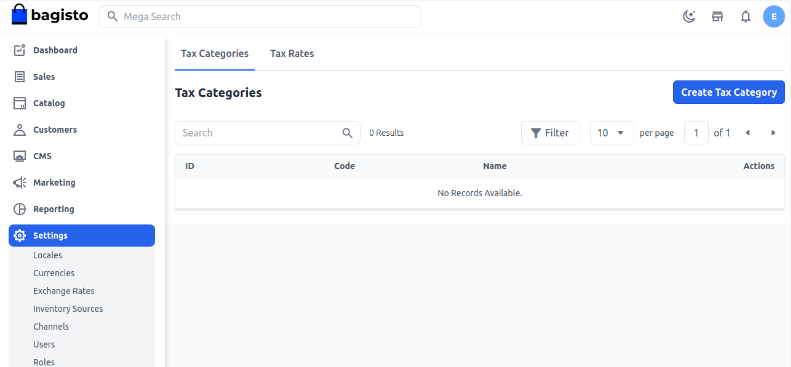 bagisto
Mega Search
E
Dashboard
Sales
Catalog
Customers
CMS
Marketing
Reporting
Settings
Locales
Currencies
Exchange Rates
Inventory Sources
Channels
Users
Roles
Tax Categories Tax Rates
Tax Categories
Create Tax Category
Search 0 Results Filter 10 per page 1 of 1
ID Code Name Actions
No Records Available.